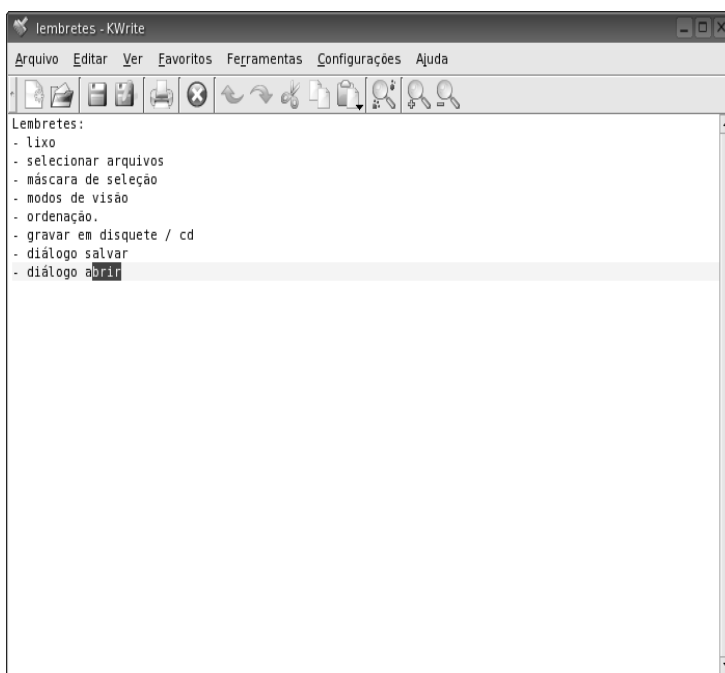 lembretes - KWrite
Arquivo Editar Ver Favoritos Ferramentas Configurações Ajuda
Lembretes:
- lixo
- selecionar arquivos
- máscara de seleção
- modos de visão
- ordenação.
- gravar em disquete / cd
- diálogo salvar
- diálogo abrir